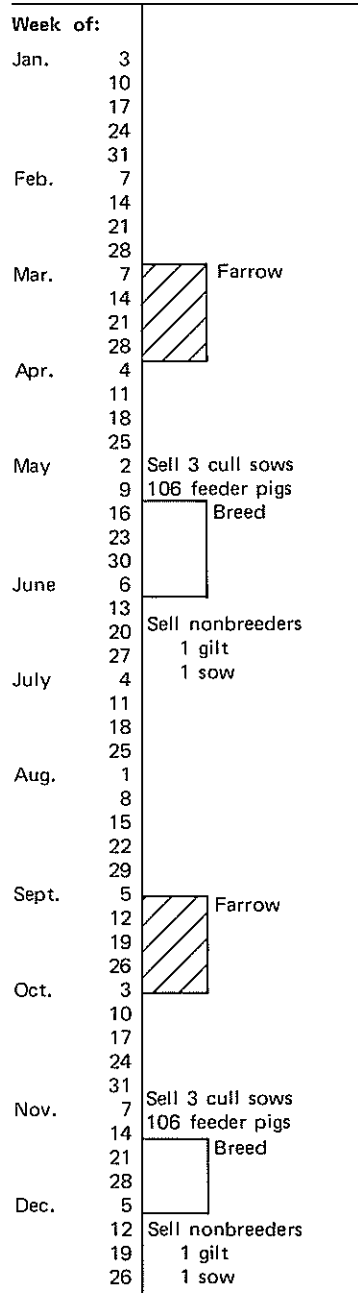 Week of:
Jan. 3
10
17
24
31
Feb. 7
14
21
28
Mar. 7 Farrow
14
21
28
Apr. 4
11
18
25
May 2 Sell 3 cull sows
9 106 feeder pigs
16 Breed
23
30
June 6
13
20 Sell nonbreeders
27 1 gilt
July 4 1 sow
11
18
25
Aug. 1
8
15
22
29
Sept. 5 Farrow
12
19
26
Oct. 3
10
17
24
31 Sell 3 cull sows
Nov. 7 106 feeder pigs
14 Breed
21
28
Dec. 5
12 Sell nonbreeders
19 1 gilt
26 1 sow